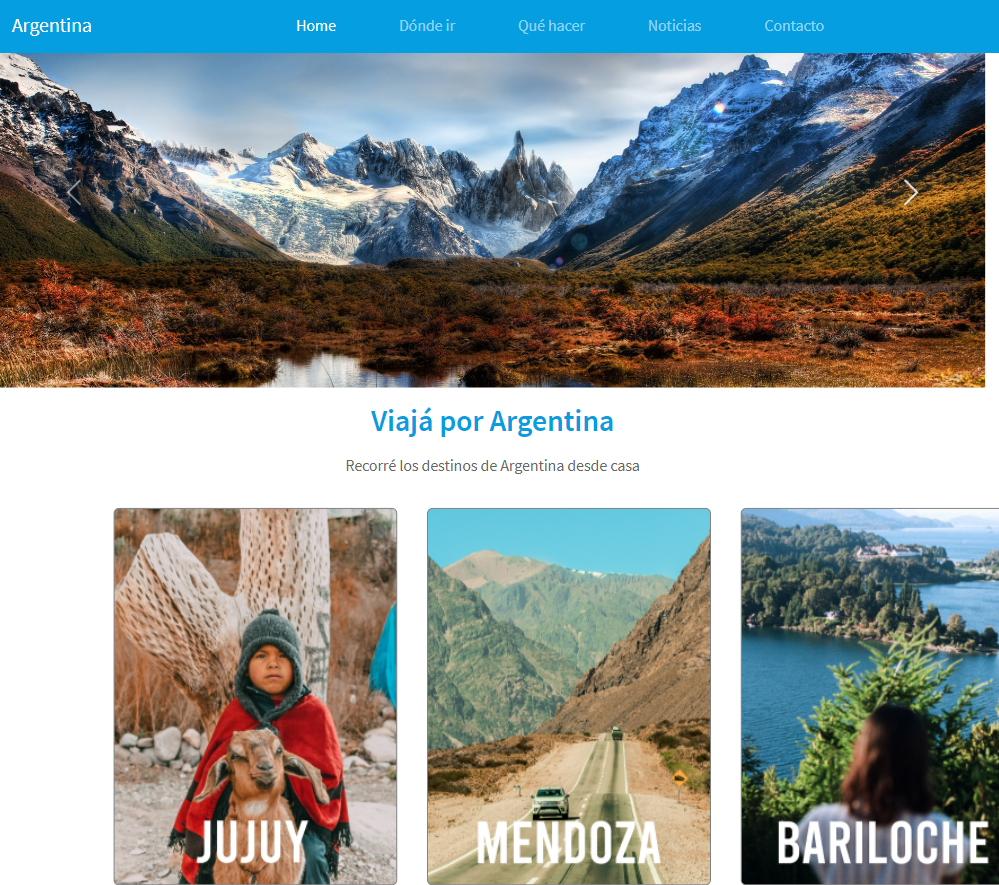 Argentina Home Dónde ir Qué hacer Noticias Contacto
Viajá por Argentina
Recorré los destinos de Argentina desde casa
JUJUY MENDOZA BARILOCHE